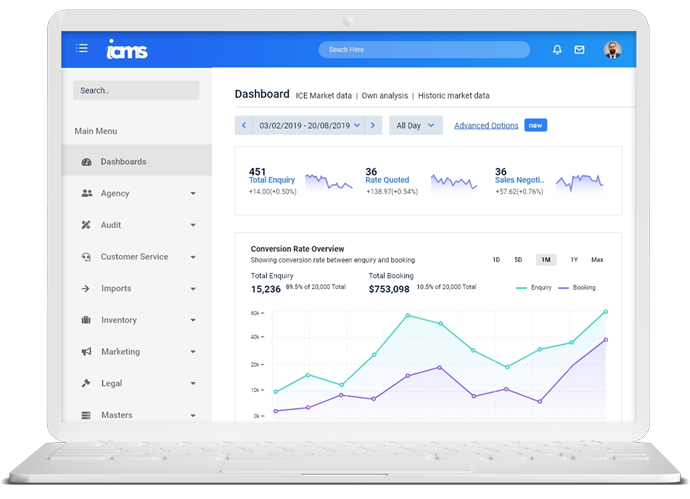 icms
Seach Here
Search..
Main Menu
Dashboards
Agency
Audit
Customer Service
Imports
Inventory
Marketing
Legal
Masters
Dashboard ICE Market data | Own analysis | Historic market data
03/02/2019 - 20/08/2019 All Day Advanced Options new
451
Total Enquiry
+14.00(+0.50%)
36
Rate Quoted
+138.97(+0.54%)
36
Sales Negoti..
+57.62(+0.76%)
Conversion Rate Overview
Showing conversion rate between enquiry and booking
1D 5D 1M 1Y Max
Total Enquiry
15,236 89.5% of 20,000 Total
Total Booking
$753,098 10.5% of 20,000 Total
Enquiry Booking
60k
40k
20k
10k
0k